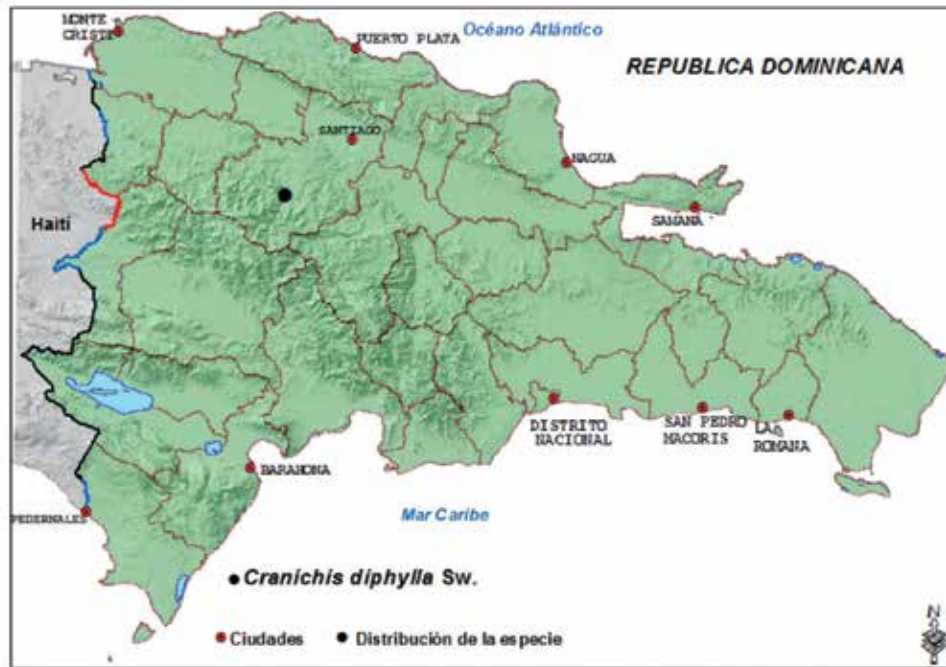 MONTE
CRISTI
PUERTO PLATA
Océano Atlántico
REPUBLICA DOMINICANA
SANTIAGO
NAGUA
SAMANA
Haití
DISTRITO
NACIONAL
SAN PEDRO
MACORIS
LA
ROMANA
BARAHONA
PEDERNALES
Mar Caribe
Cranichis diphylla Sw.
Ciudades
Distribución de la especie
N